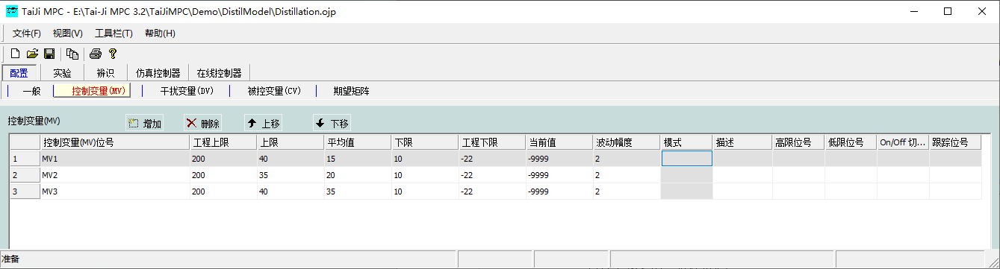 TaiJi MPC - E:\Tai-Ji MPC 3.2\TaiJiMPC\Demo\DistilModel\Distillation.ojp
文件(F) 视图(V) 工具栏(T) 帮助(H)
配置 实验 辨识 仿真控制器 在线控制器
一般 控制变量(MV) 干扰变量(DV) 被控变量(CV) 期望矩阵
控制变量(MV) 增加 删除 上移 下移
控制变量(MV)位号 工程上限 上限 平均值 下限 工程下限 当前值 波动幅度 模式 描述 高限位号 低限位号 On/Off 切... 跟踪位号
1 MV1 200 40 15 10 -22 -9999 2
2 MV2 200 35 20 10 -22 -9999 2
3 MV3 200 40 35 10 -22 -9999 2
准备